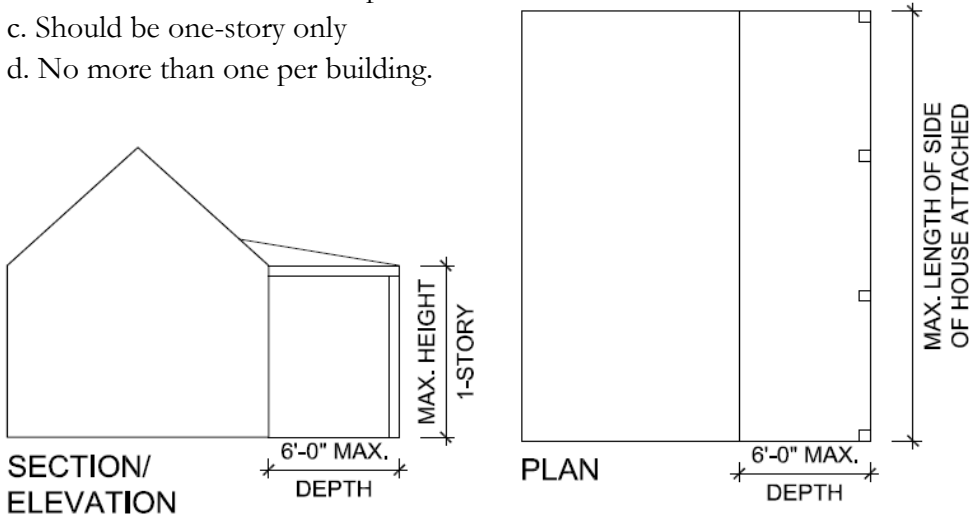 c. Should be one-story only
d. No more than one per building.
MAX. HEIGHT
1-STORY
6'-0" MAX.
DEPTH
SECTION/
ELEVATION
MAX. LENGTH OF SIDE
OF HOUSE ATTACHED
6'-0" MAX.
DEPTH
PLAN